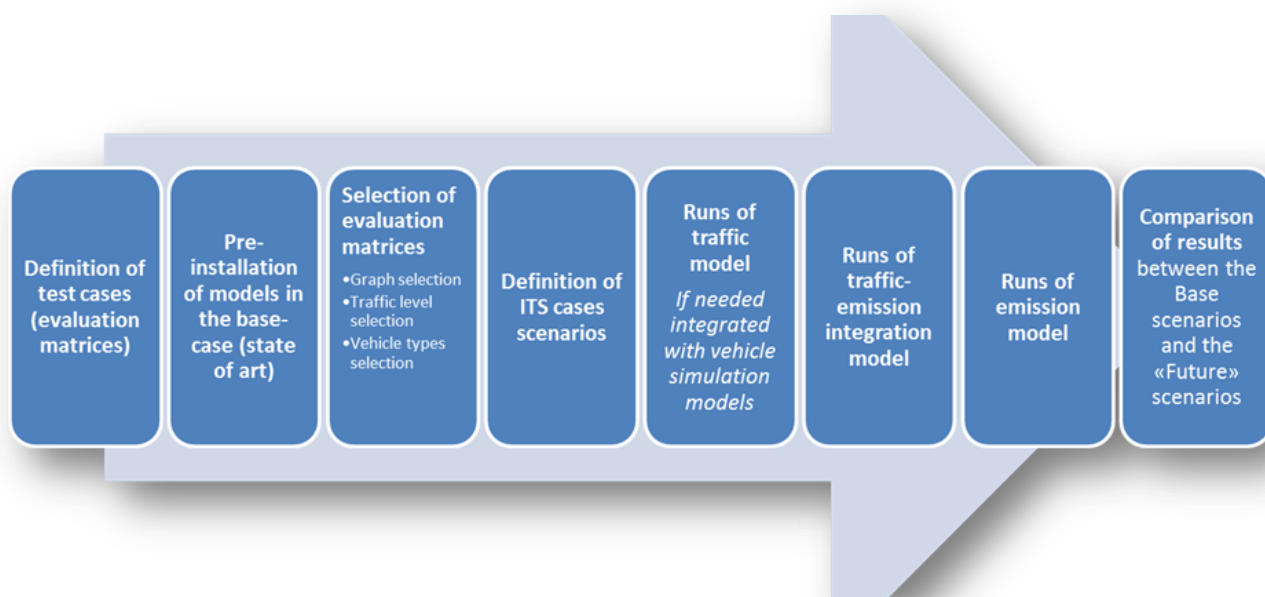 Definition of
test cases
(evaluation
matrices)
Pre-
installation
of models in
the base-
case (state
of art)
Selection of
evaluation
matrices
•Graph selection
•Traffic level
selection
•Vehicle types
selection
Definition of
ITS cases
scenarios
Runs of
traffic
model
If needed
integrated
with vehicle
simulation
models
Runs of
traffic-
emission
integration
model
Runs of
emission
model
Comparison
of results
between the
Base
scenarios
and the
«Future»
scenarios